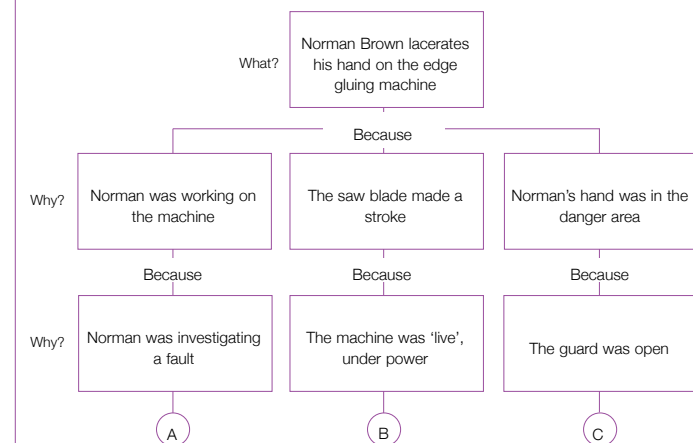 What?
Norman Brown lacerates
his hand on the edge
gluing machine
Because
Why?
Norman was working on
the machine
The saw blade made a
stroke
Norman's hand was in the
danger area
Because
Because
Because
Why?
Norman was investigating
a fault
The machine was 'live',
under power
The guard was open
A
B
C